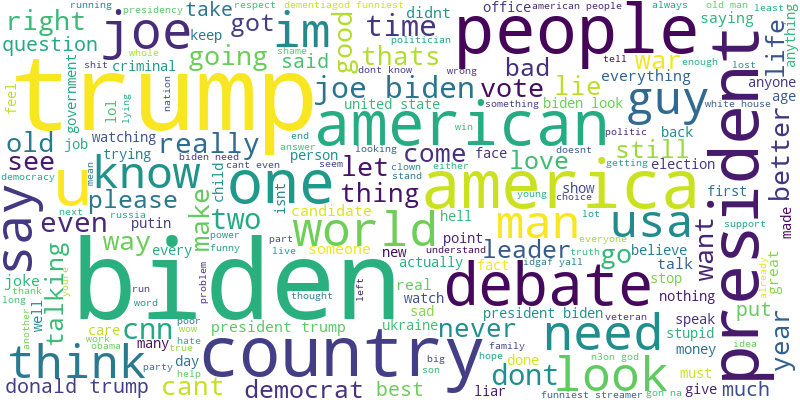 running
presidency
respect
dementiagod funniest
office
american people
always
old man
least
right
joe
im
time
people
president
take
got
keep
didnt
politician
saying
question
shit
criminal
whole
shame
going
said
good
thats
dont know
wrong
tell
enough
lost
life
anything
trump
lying
nation
joe biden
bad
war
lie
vote
everything
guy
anyone
age
white house
feel
government
lol
united state
something
biden look
american
win
politic
back
job
watching
old
really
trying
end
answer
person
looking
doesnt
come
face
love
still
election
better
see
biden need
cant even
seem
let
clown
stand
either
getting
first
democracy
mean
u
know
one
child
isnt
thing
america
young
choice
show
lot
say
next
russia
please
make
two
candidate
world
man
hell
usa
support
made
even
putin
way
every
power
funny
part
live
someone
new
understand
point
leader
fact
everyone
truth
idgaf yall
go
believe
want
talking
youre
biden
problem
actually
real
debate
talk
stop
already
great
joke
thank
long
well
run
word
thought
left
watch
sad
ukraine
president biden
veteran
nothing
speak
put
year
another
care
work
cnn
poor
wow
president trump
never
need
stupid
idea
think
obama
many
hate
true
help
country
big
son
family
hope
done
n3on god
look
money
must
donald trump
party
day
cant
democrat
best
liar
dont
funniest streamer
gon na
give
much